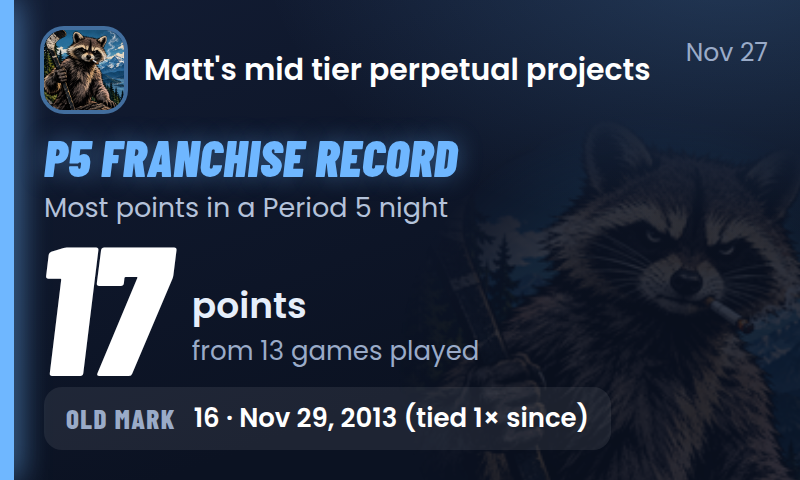 Matt's mid tier perpetual projects
Nov 27
P5 FRANCHISE RECORD
Most points in a Period 5 night
17
points
from 13 games played
OLD MARK 16 · Nov 29, 2013 (tied 1× since)